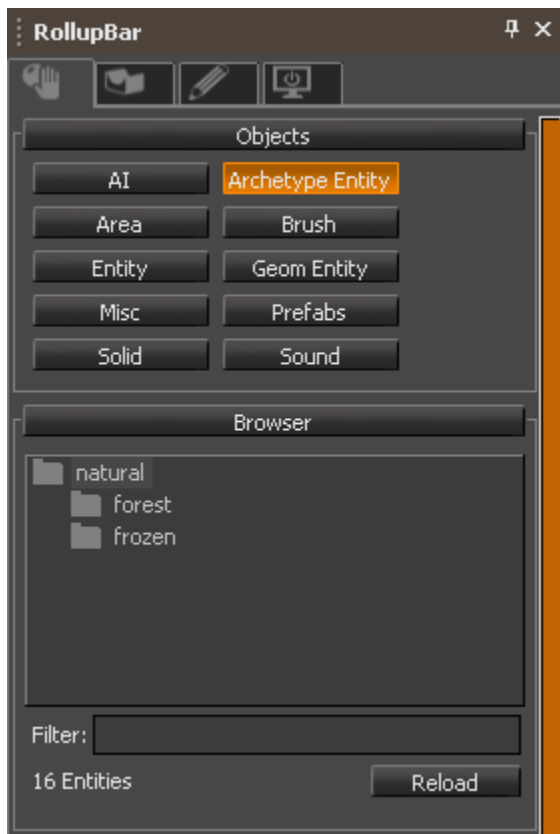 RollupBar
Objects
AI
Archetype Entity
Area
Brush
Entity
Geom Entity
Misc
Prefabs
Solid
Sound
Browser
natural
forest
frozen
Filter:
16 Entities
Reload